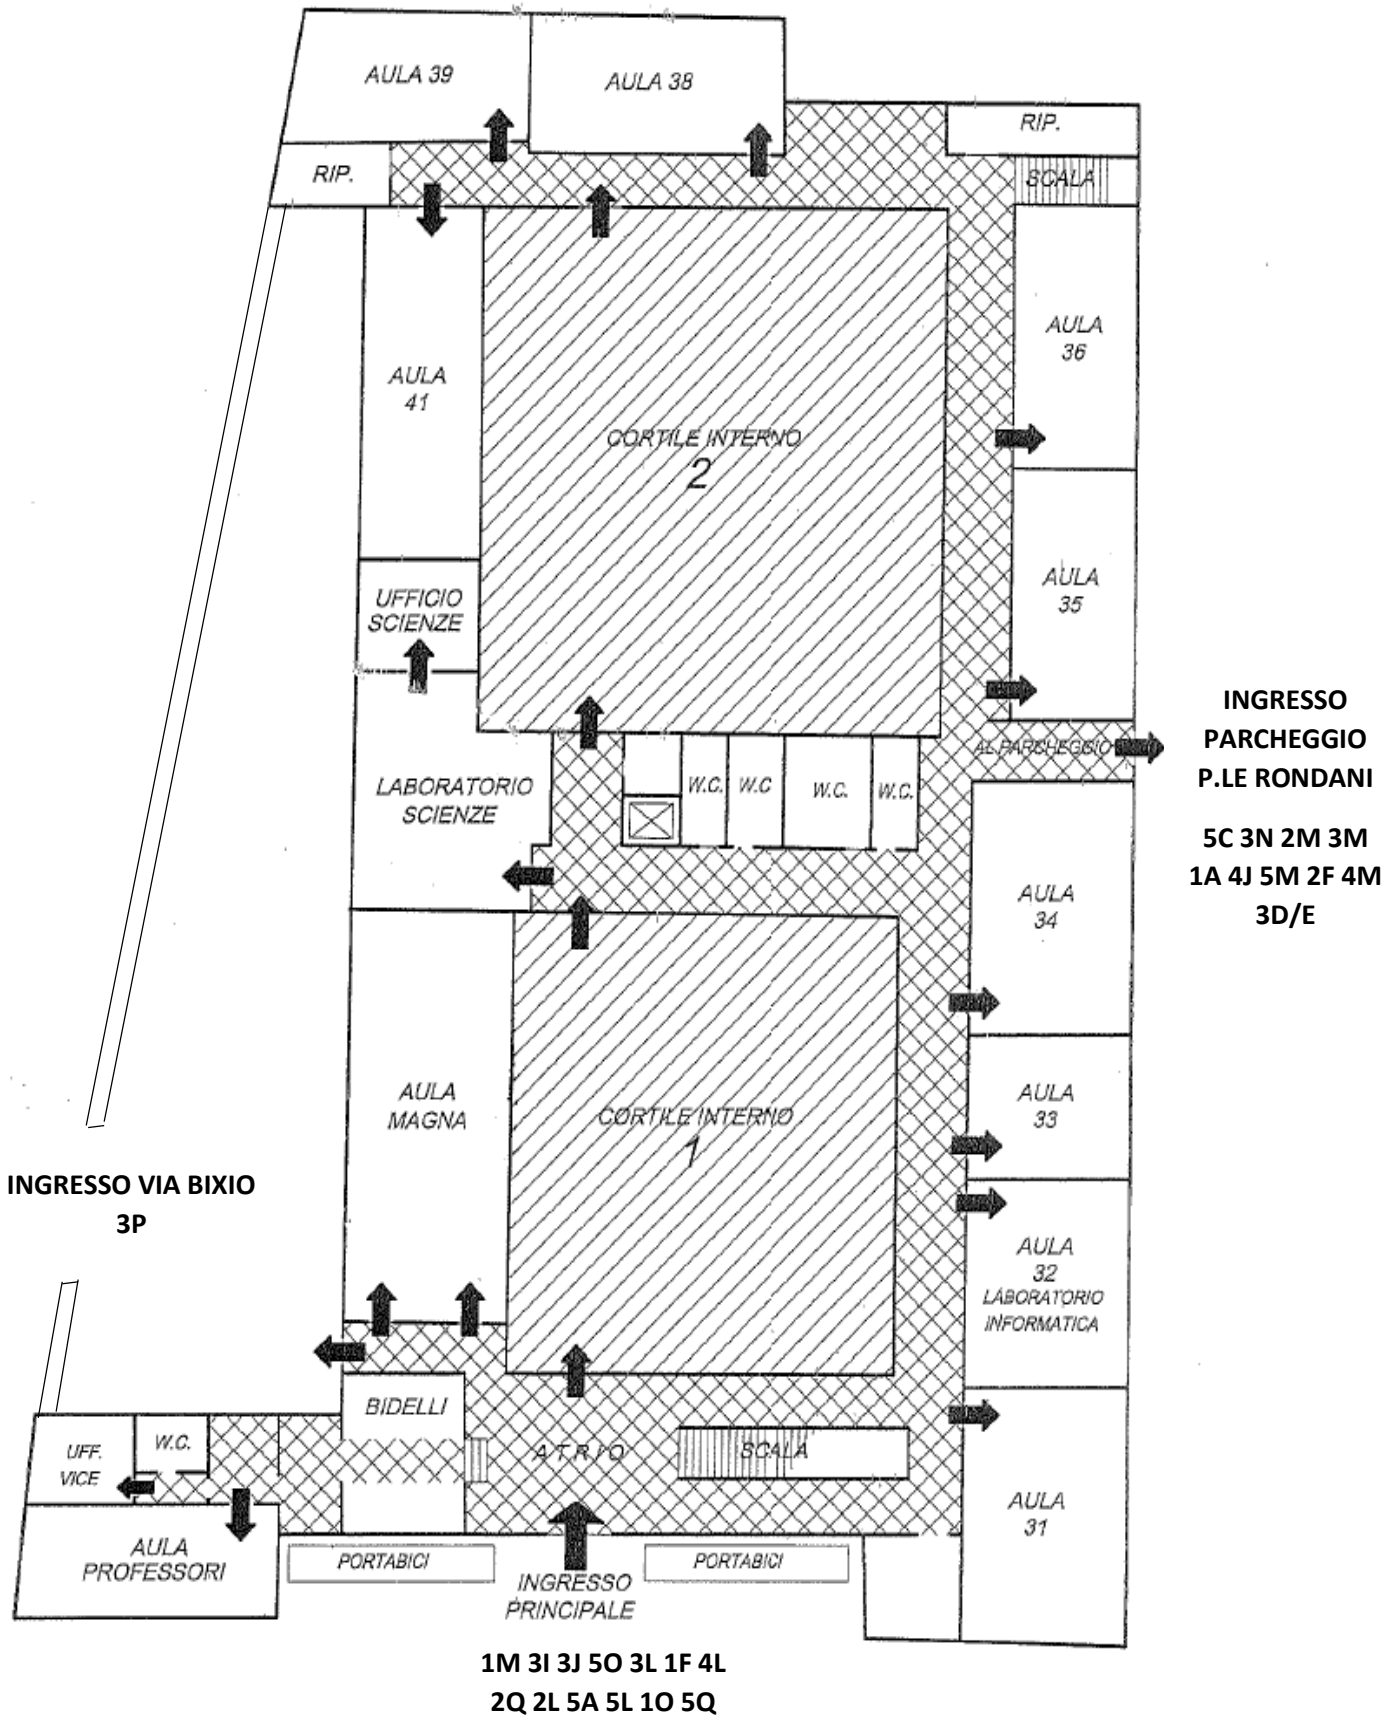 AULA 39
AULA 38
RIP.
RIP.
SCALA
AULA
36
AULA
41
CORTILE INTERNO
2
AULA
35
UFFICIO
SCIENZE
INGRESSO
PARCHEGGIO
P.LE RONDANI
AL PARCHEGGIO
LABORATORIO
SCIENZE
W.C.
W.C
W.C.
W.C.
5C 3N 2M 3M
1A 4J 5M 2F 4M
3D/E
AULA
34
AULA
MAGNA
CORTILE INTERNO
1
AULA
33
INGRESSO VIA BIXIO
3P
AULA
32
LABORATORIO
INFORMATICA
BIDELLI
UFF.
VICE
W.C.
ATRIO
SCALA
AULA
31
AULA
PROFESSORI
PORTABICI
PORTABICI
INGRESSO
PRINCIPALE
1M 3I 3J 5O 3L 1F 4L
2Q 2L 5A 5L 1O 5Q